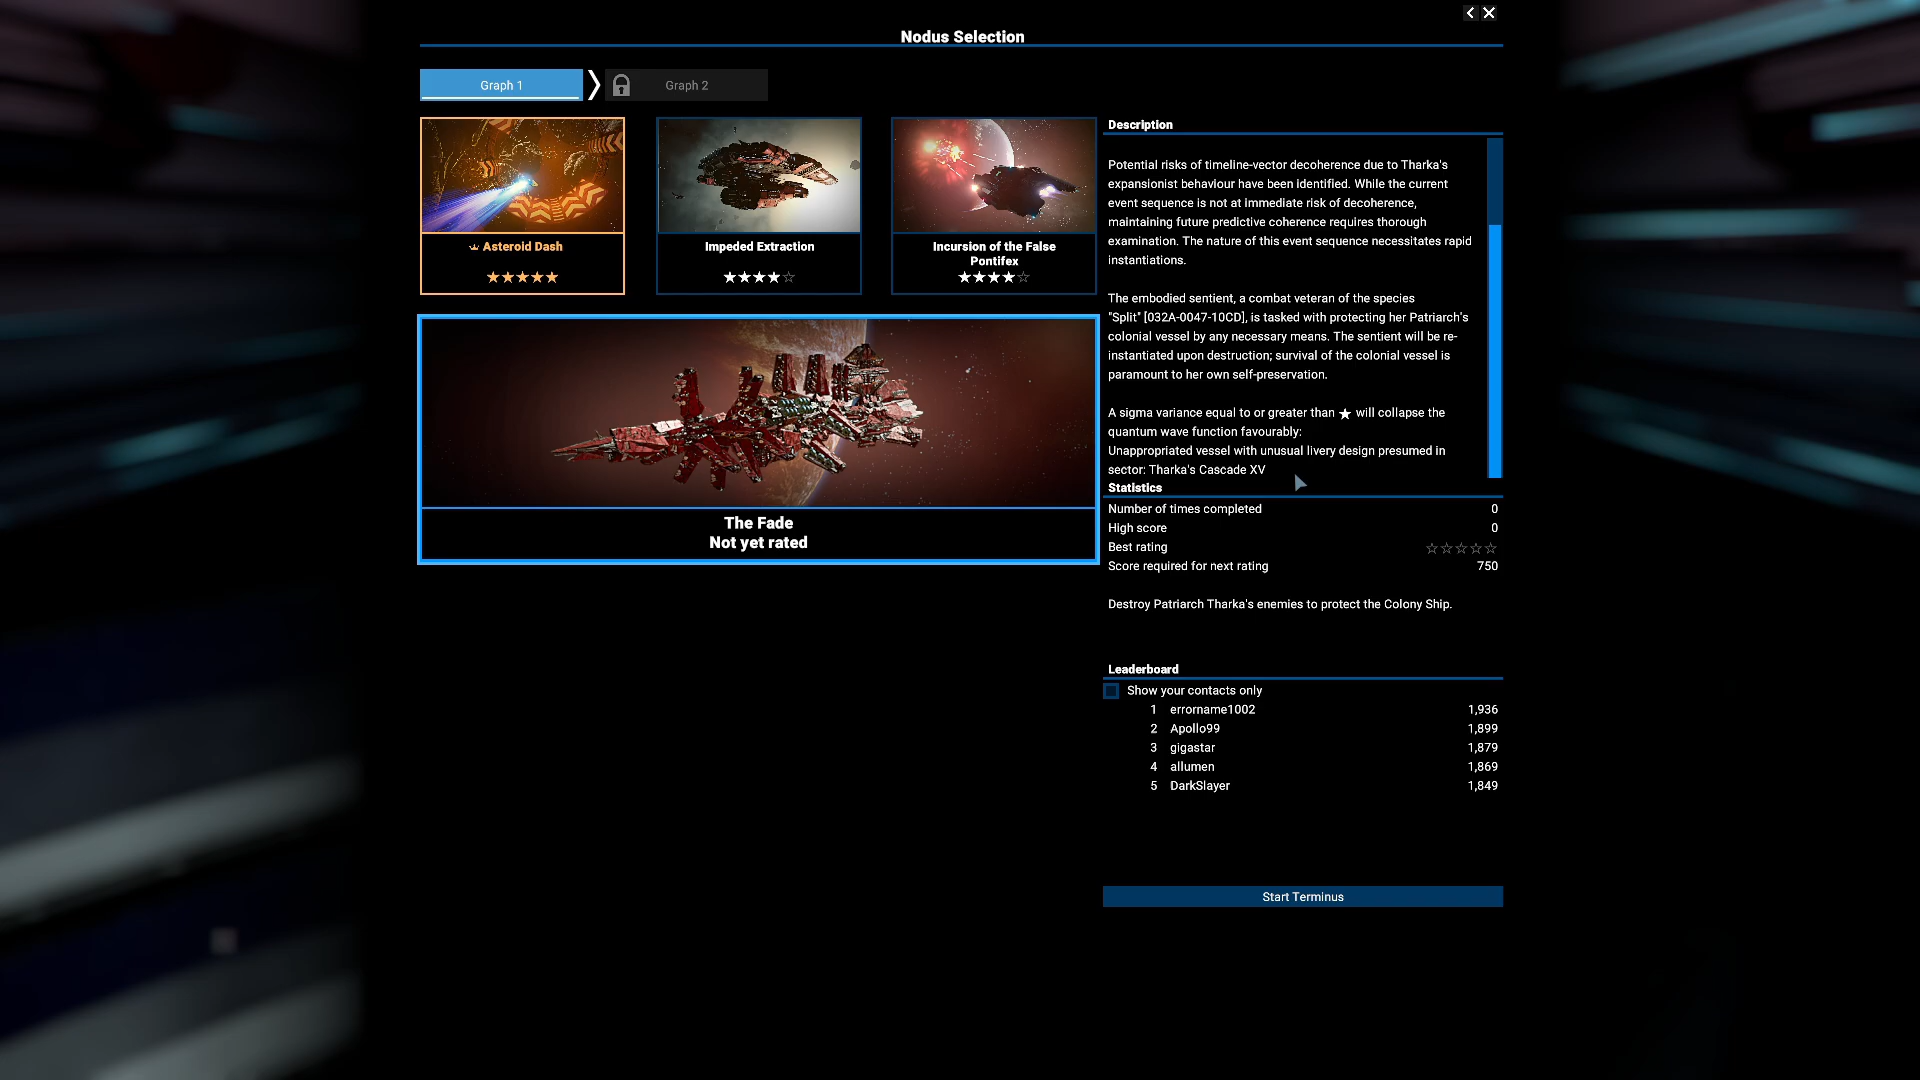 Nodus Selection
Graph 1
Graph 2
Asteroid Dash
★★★★★
Impeded Extraction
★★★★☆
Incursion of the False
Pontifex
★★★★☆
The Fade
Not yet rated
Description
Potential risks of timeline-vector decoherence due to Tharka's
expansionist behaviour have been identified. While the current
event sequence is not at immediate risk of decoherence,
maintaining future predictive coherence requires thorough
examination. The nature of this event sequence necessitates rapid
instantiations.
The embodied sentient, a combat veteran of the species
"Split" [032A-0047-10CD], is tasked with protecting her Patriarch's
colonial vessel by any necessary means. The sentient will be re-
instantiated upon destruction; survival of the colonial vessel is
paramount to her own self-preservation.
A sigma variance equal to or greater than ★ will collapse the
quantum wave function favourably:
Unappropriated vessel with unusual livery design presumed in
sector: Tharka's Cascade XV
Statistics
Number of times completed 0
High score 0
Best rating ☆☆☆☆☆
Score required for next rating 750
Destroy Patriarch Tharka's enemies to protect the Colony Ship.
Leaderboard
Show your contacts only
1 errorname1002 1,936
2 Apollo99 1,899
3 gigastar 1,879
4 allumen 1,869
5 DarkSlayer 1,849
Start Terminus